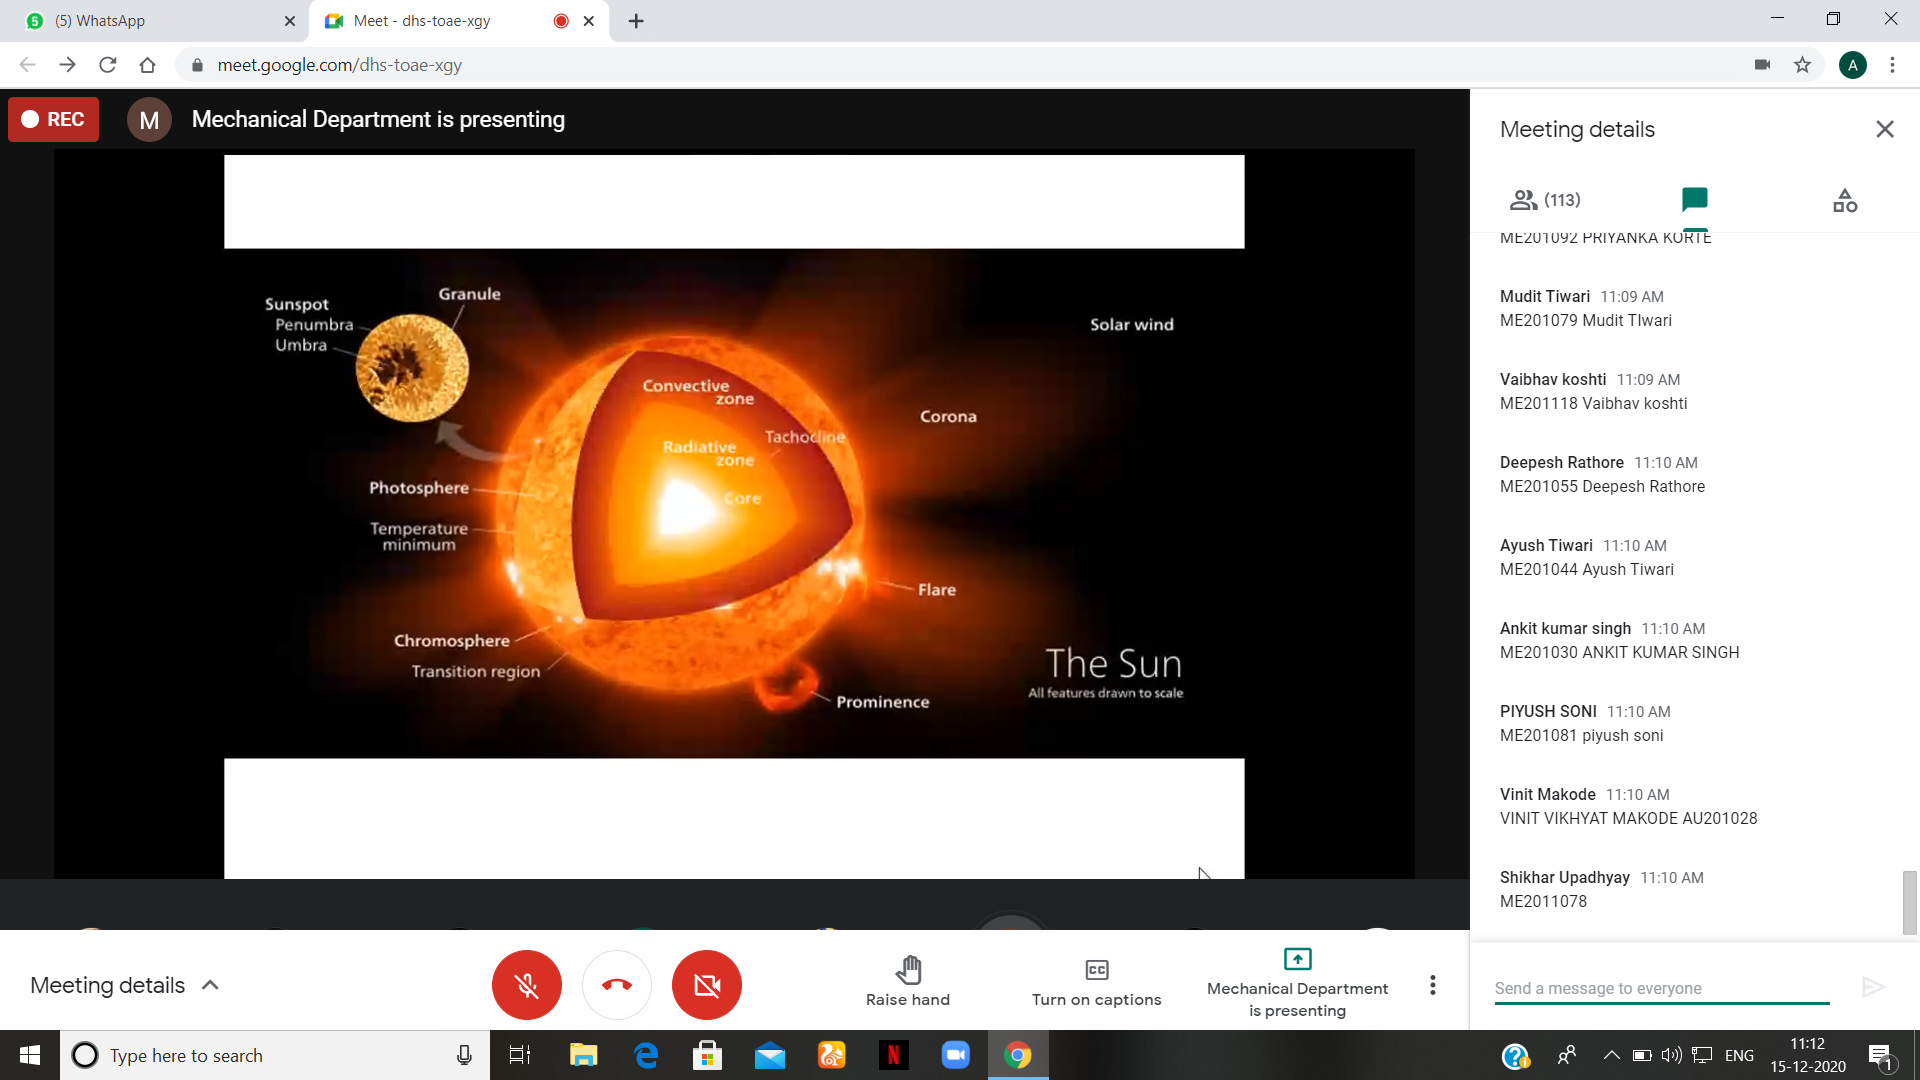 (5) WhatsApp
Meet - dhs-toae-xgy
meet.google.com/dhs-toae-xgy
A
REC
M
Mechanical Department is presenting
Sunspot
Penumbra
Umbra
Granule
Convective
zone
Radiative
zone
Tachocline
Core
Photosphere
Temperature
minimum
Chromosphere
Transition region
Solar wind
Corona
Flare
Prominence
The Sun
All features drawn to scale
Meeting details
(113)
ME201092 PRIYANKA KORTE
Mudit Tiwari 11:09 AM
ME201079 Mudit TIwari
Vaibhav koshti 11:09 AM
ME201118 Vaibhav koshti
Deepesh Rathore 11:10 AM
ME201055 Deepesh Rathore
Ayush Tiwari 11:10 AM
ME201044 Ayush Tiwari
Ankit kumar singh 11:10 AM
ME201030 ANKIT KUMAR SINGH
PIYUSH SONI 11:10 AM
ME201081 piyush soni
Vinit Makode 11:10 AM
VINIT VIKHYAT MAKODE AU201028
Shikhar Upadhyay 11:10 AM
ME2011078
Send a message to everyone
Meeting details
Raise hand
CC
Turn on captions
Mechanical Department
is presenting
Type here to search
N
ENG
11:12
15-12-2020
1